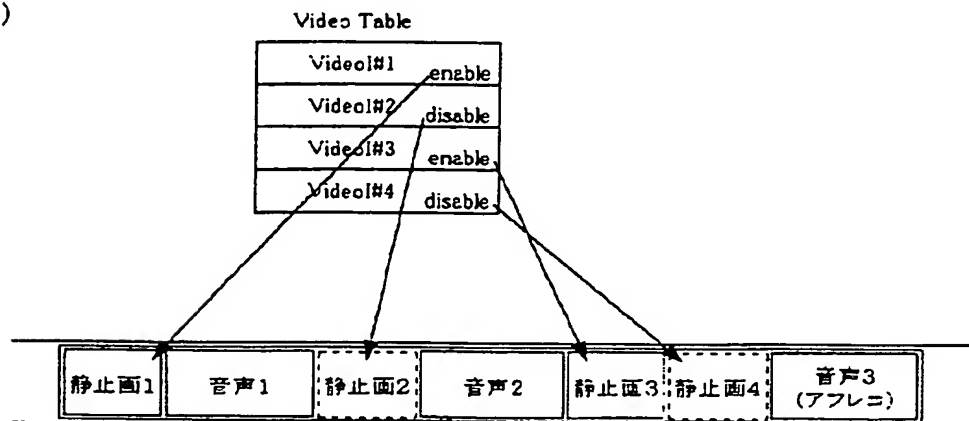 )
Video Table
VideoI#1 enable
VideoI#2 disable
VideoI#3 enable
VideoI#4 disable
静止画1 音声1 静止画2 音声2 静止画3 静止画4 音声3
(アフレコ)